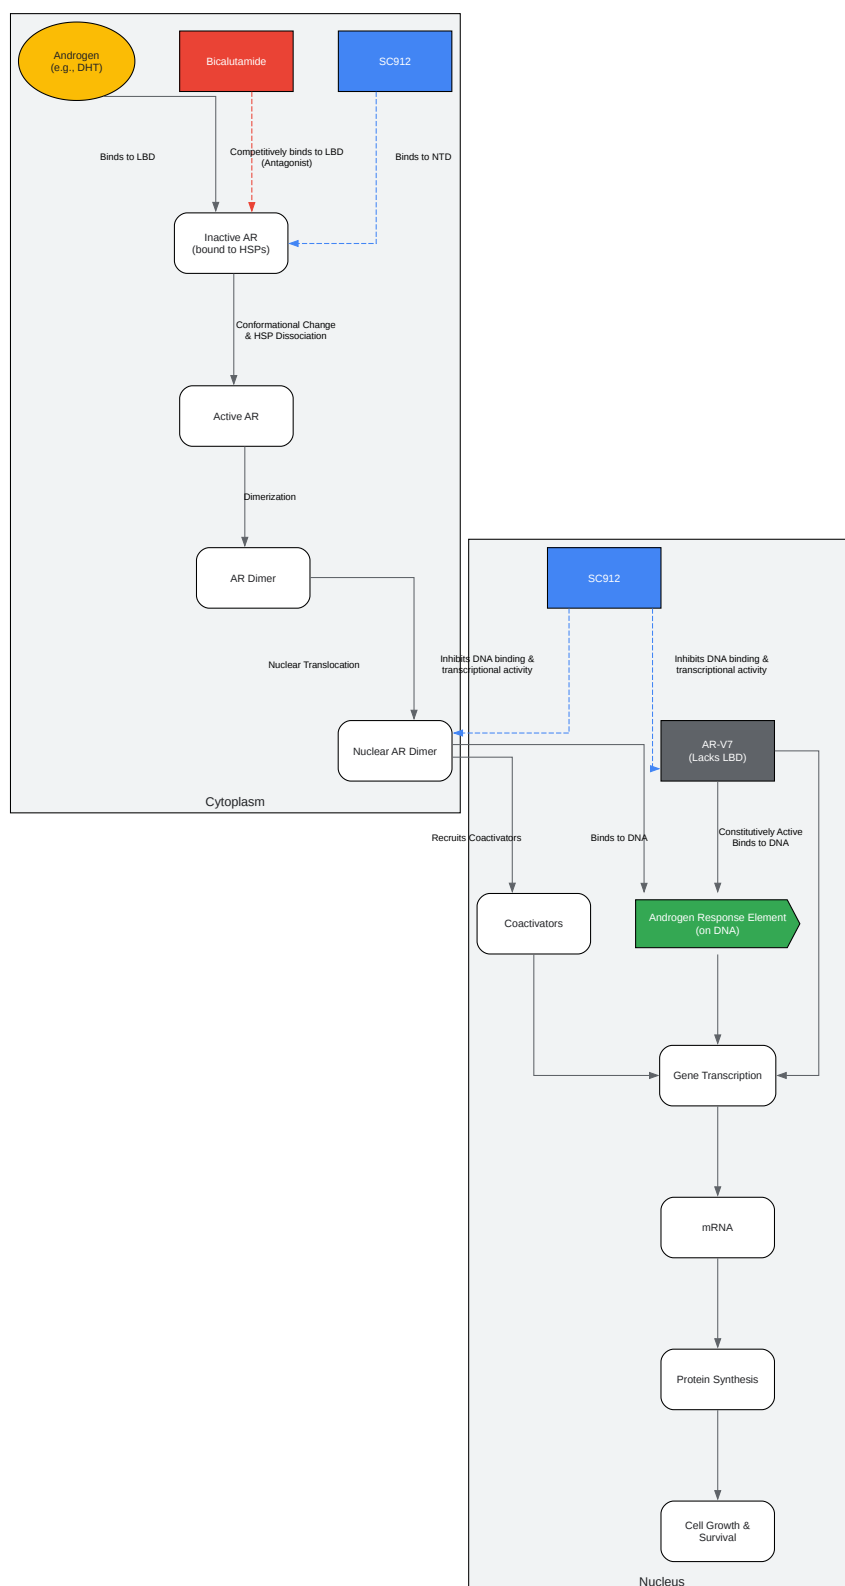 Androgen
(e.g., DHT)
Bicalutamide
SC912
Binds to LBD
Competitively binds to LBD
(Antagonist)
Binds to NTD
Inactive AR
(bound to HSPs)
Conformational Change
& HSP Dissociation
Active AR
Dimerization
AR Dimer
SC912
Nuclear Translocation
Inhibits DNA binding &
transcriptional activity
Inhibits DNA binding &
transcriptional activity
Nuclear AR Dimer
AR-V7
(Lacks LBD)
Cytoplasm
Recruits Coactivators
Binds to DNA
Constitutively Active
Binds to DNA
Coactivators
Androgen Response Element
(on DNA)
Gene Transcription
mRNA
Protein Synthesis
Cell Growth &
Survival
Nucleus